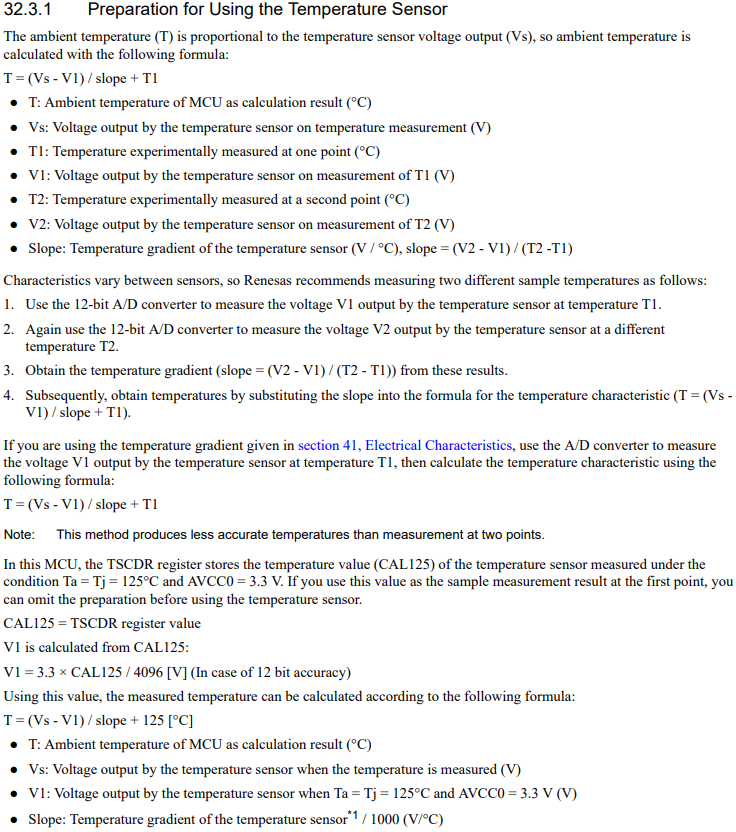 32.3.1 Preparation for Using the Temperature Sensor
The ambient temperature (T) is proportional to the temperature sensor voltage output (Vs), so ambient temperature is
calculated with the following formula:
T = (Vs - V1) / slope + T1
● T: Ambient temperature of MCU as calculation result (°C)
● Vs: Voltage output by the temperature sensor on temperature measurement (V)
● T1: Temperature experimentally measured at one point (°C)
● V1: Voltage output by the temperature sensor on measurement of T1 (V)
● T2: Temperature experimentally measured at a second point (°C)
● V2: Voltage output by the temperature sensor on measurement of T2 (V)
● Slope: Temperature gradient of the temperature sensor (V / °C), slope = (V2 - V1) / (T2 -T1)
Characteristics vary between sensors, so Renesas recommends measuring two different sample temperatures as follows:
1. Use the 12-bit A/D converter to measure the voltage V1 output by the temperature sensor at temperature T1.
2. Again use the 12-bit A/D converter to measure the voltage V2 output by the temperature sensor at a different
temperature T2.
3. Obtain the temperature gradient (slope = (V2 - V1) / (T2 - T1)) from these results.
4. Subsequently, obtain temperatures by substituting the slope into the formula for the temperature characteristic (T = (Vs -
V1) / slope + T1).
If you are using the temperature gradient given in section 41, Electrical Characteristics, use the A/D converter to measure
the voltage V1 output by the temperature sensor at temperature T1, then calculate the temperature characteristic using the
following formula:
T = (Vs - V1) / slope + T1
Note: This method produces less accurate temperatures than measurement at two points.
In this MCU, the TSCDR register stores the temperature value (CAL125) of the temperature sensor measured under the
condition Ta = Tj = 125°C and AVCC0 = 3.3 V. If you use this value as the sample measurement result at the first point, you
can omit the preparation before using the temperature sensor.
CAL125 = TSCDR register value
V1 is calculated from CAL125:
V1 = 3.3 × CAL125 / 4096 [V] (In case of 12 bit accuracy)
Using this value, the measured temperature can be calculated according to the following formula:
T = (Vs - V1) / slope + 125 [°C]
● T: Ambient temperature of MCU as calculation result (°C)
● Vs: Voltage output by the temperature sensor when the temperature is measured (V)
● V1: Voltage output by the temperature sensor when Ta = Tj = 125°C and AVCC0 = 3.3 V (V)
● Slope: Temperature gradient of the temperature sensor*1 / 1000 (V/°C)